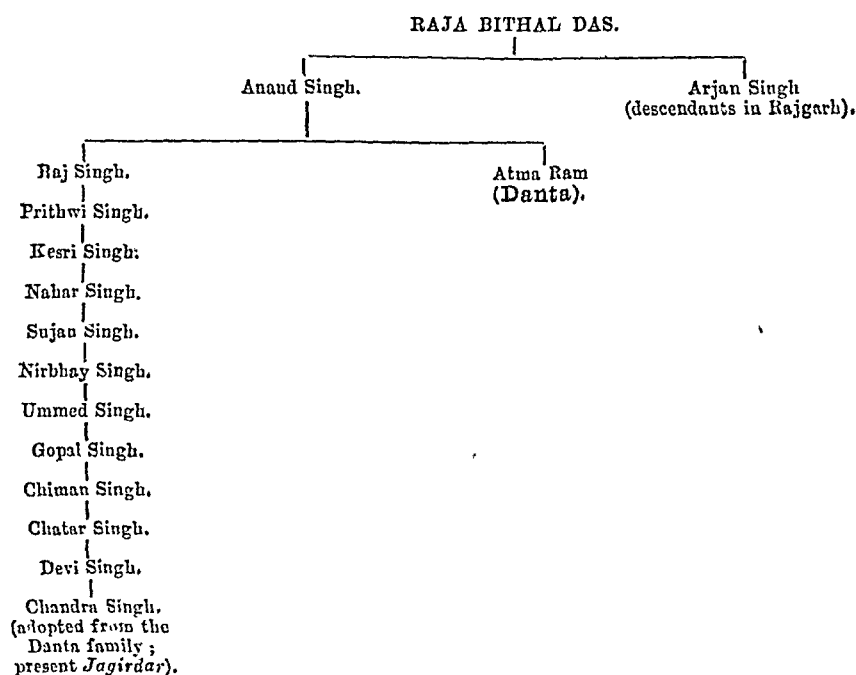 RAJA BITHAL DAS.
Anand Singh.
Arjan Singh
(descendants in Rajgarh).
Raj Singh.
Atma Ram
(Danta).
Prithwi Singh.
Kesri Singh.
Nahar Singh.
Sujan Singh.
Nirbhay Singh.
Ummed Singh.
Gopal Singh.
Chiman Singh.
Chatar Singh.
Devi Singh.
Chandra Singh.
(adopted from the
Danta family ;
present Jagirdar).